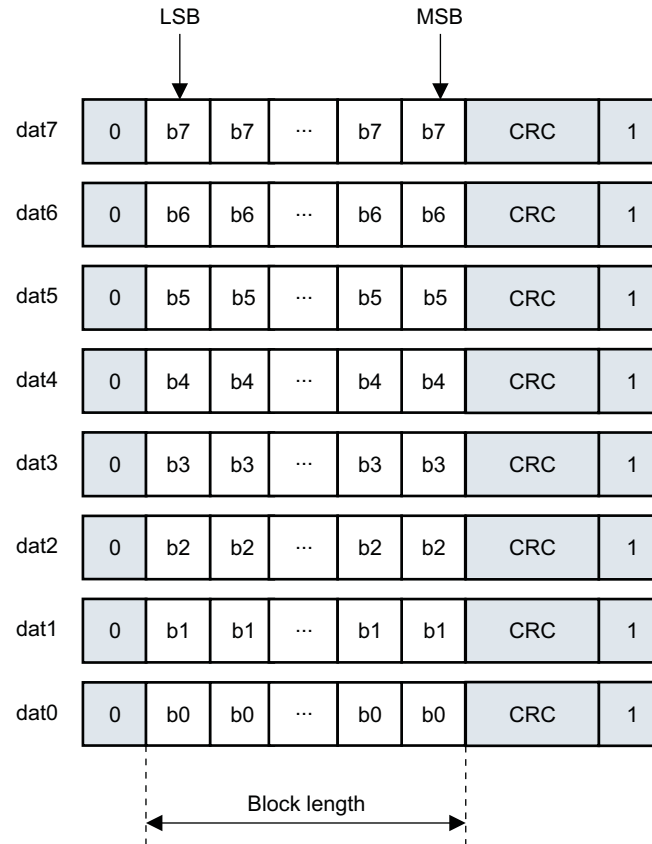 LSB MSB
dat7 0 b7 b7 ... b7 b7 CRC 1
dat6 0 b6 b6 ... b6 b6 CRC 1
dat5 0 b5 b5 ... b5 b5 CRC 1
dat4 0 b4 b4 ... b4 b4 CRC 1
dat3 0 b3 b3 ... b3 b3 CRC 1
dat2 0 b2 b2 ... b2 b2 CRC 1
dat1 0 b1 b1 ... b1 b1 CRC 1
dat0 0 b0 b0 ... b0 b0 CRC 1
Block length